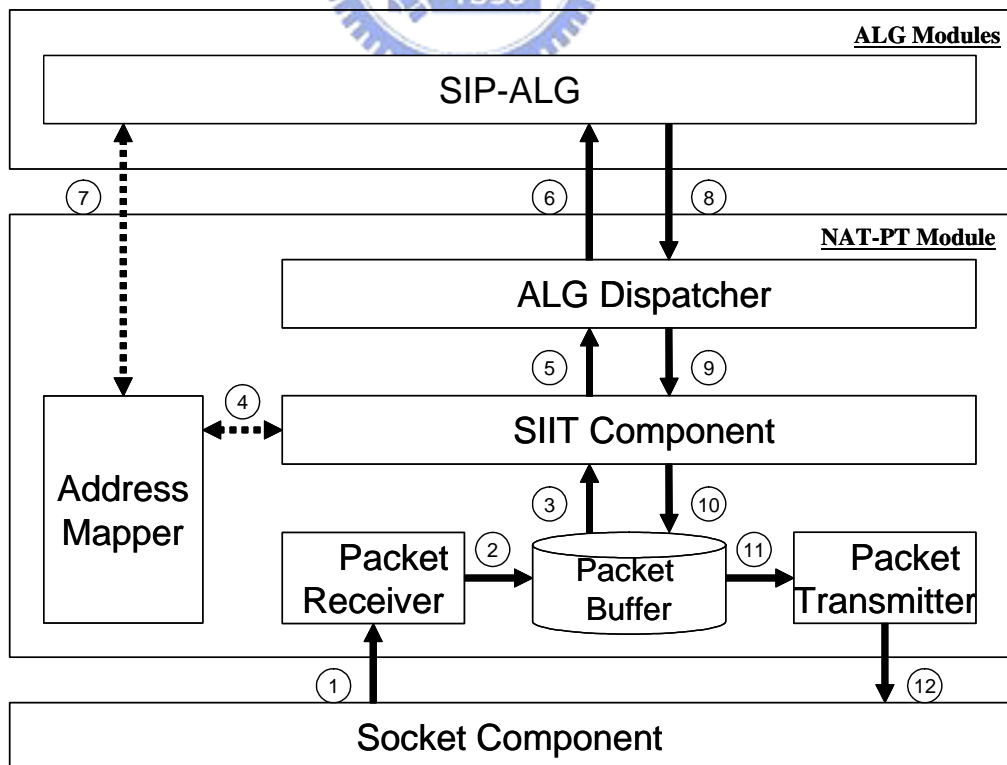 ALG Modules
SIP-ALG
7
6
8
NAT-PT Module
ALG Dispatcher
5
9
4
SIIT Component
Address
Mapper
3
10
Packet
Receiver
2
Packet
Buffer
11
Packet
Transmitter
1
12
Socket Component